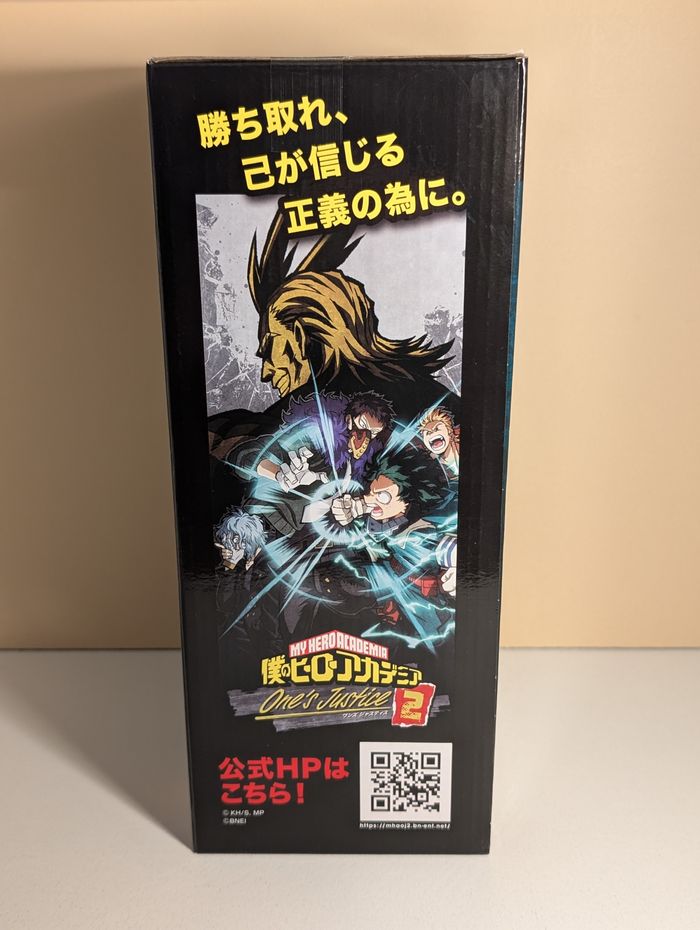 勝ち取れ、
己が信じる
正義の為に。
MY HERO ACADEMIA
僕のヒーローアカデミア
One's Justice 2
ワンズ ジャスティス
公式HPは
こちら！
© KH/S, MP
©BNEI
https://mhaoj2.bn-ent.net/